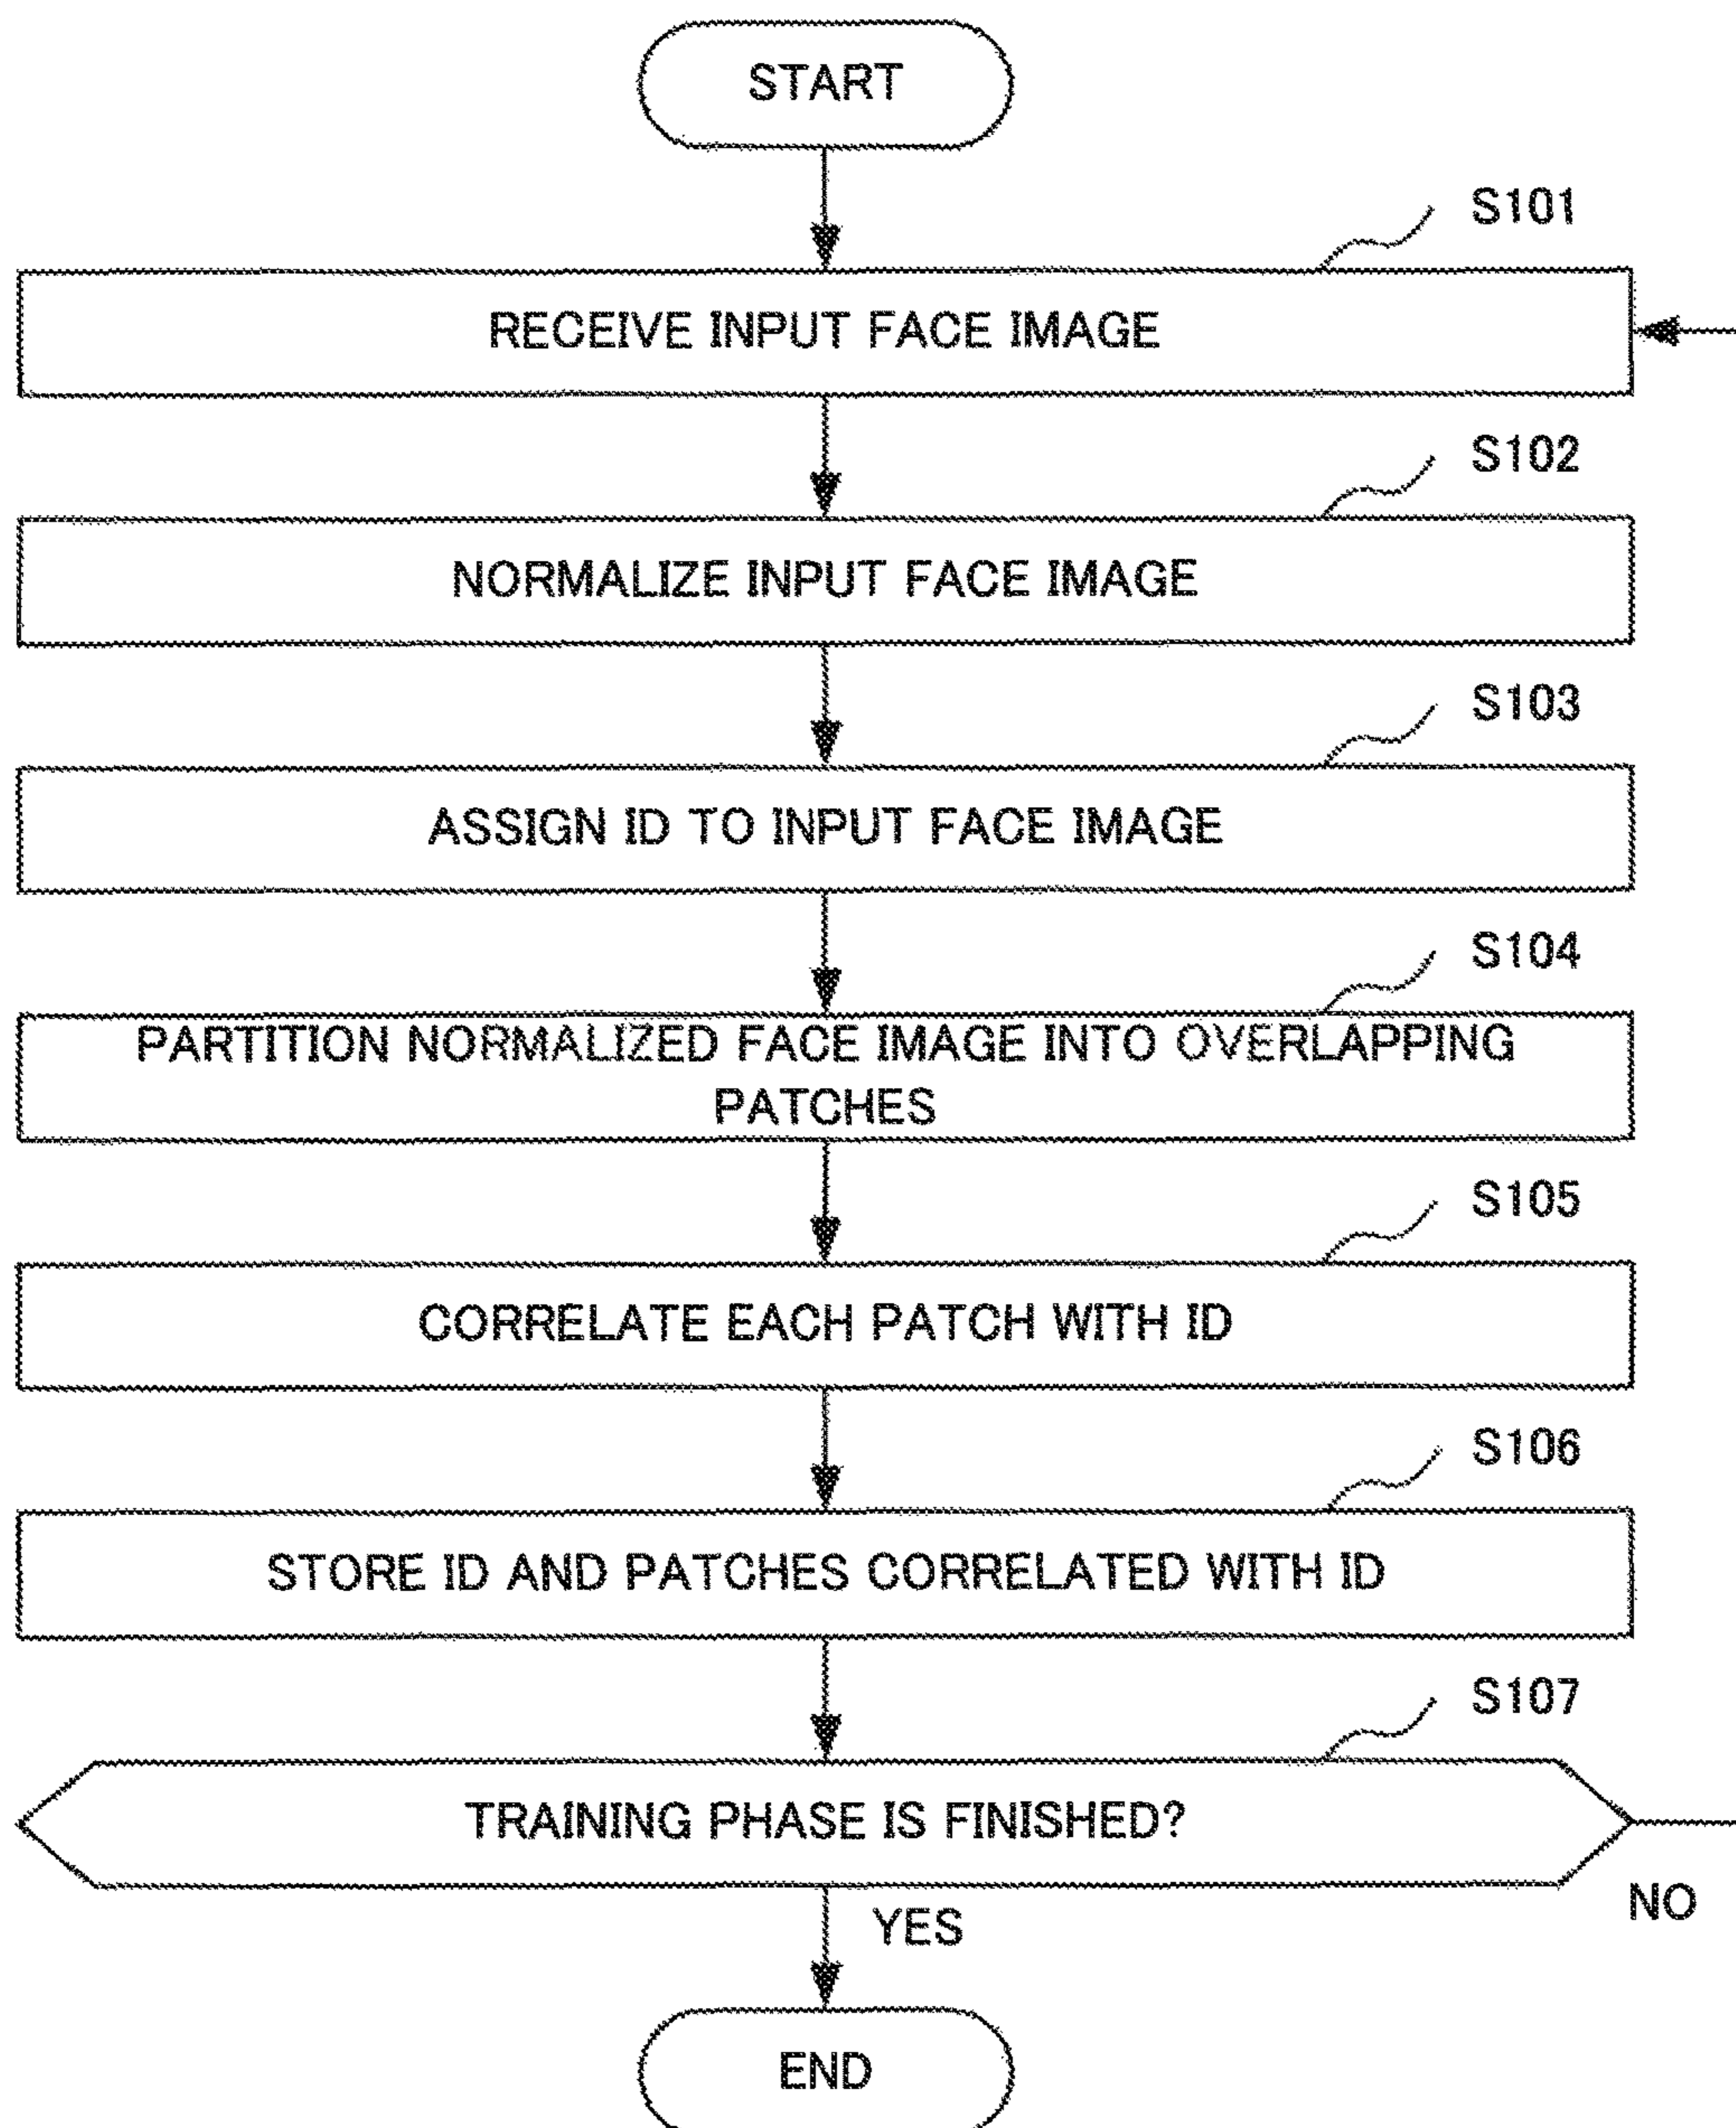 START
S101
RECEIVE INPUT FACE IMAGE
S102
NORMALIZE INPUT FACE IMAGE
S103
ASSIGN ID TO INPUT FACE IMAGE
S104
PARTITION NORMALIZED FACE IMAGE INTO OVERLAPPING
PATCHES
S105
CORRELATE EACH PATCH WITH ID
S106
STORE ID AND PATCHES CORRELATED WITH ID
S107
TRAINING PHASE IS FINISHED?
NO
YES
END